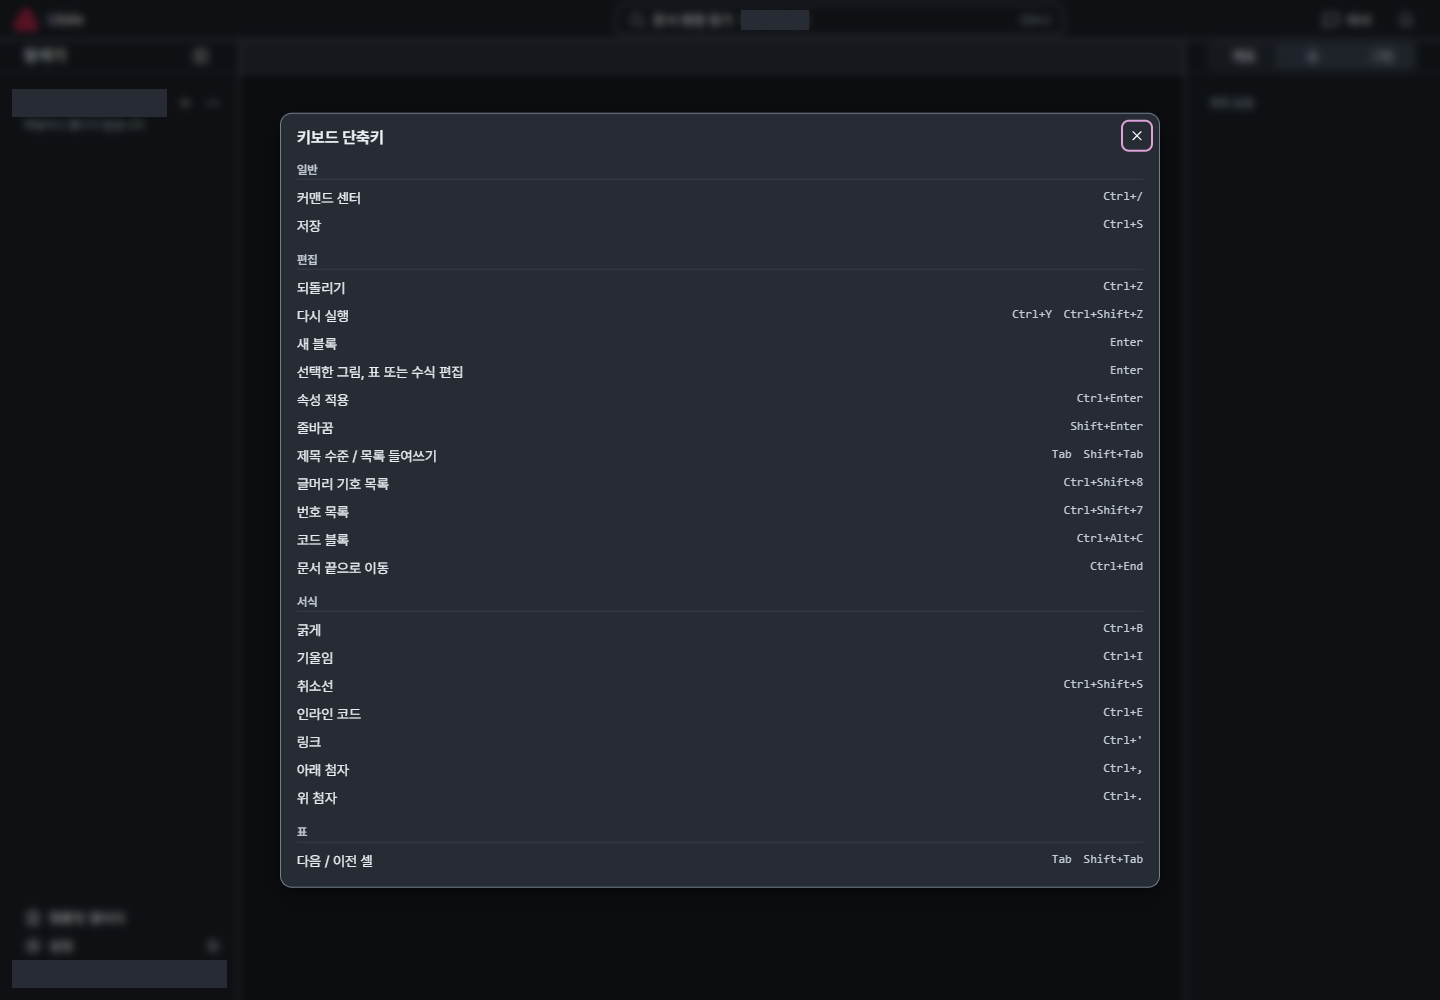 키보드 단축키
일반
커맨드 센터 Ctrl+/
저장 Ctrl+S
편집
되돌리기 Ctrl+Z
다시 실행 Ctrl+Y Ctrl+Shift+Z
새 블록 Enter
선택한 그림, 표 또는 수식 편집 Enter
속성 적용 Ctrl+Enter
줄바꿈 Shift+Enter
제목 수준 / 목록 들여쓰기 Tab Shift+Tab
글머리 기호 목록 Ctrl+Shift+8
번호 목록 Ctrl+Shift+7
코드 블록 Ctrl+Alt+C
문서 끝으로 이동 Ctrl+End
서식
굵게 Ctrl+B
기울임 Ctrl+I
취소선 Ctrl+Shift+S
인라인 코드 Ctrl+E
링크 Ctrl+'
아래 첨자 Ctrl+,
위 첨자 Ctrl+.
표
다음 / 이전 셀 Tab Shift+Tab